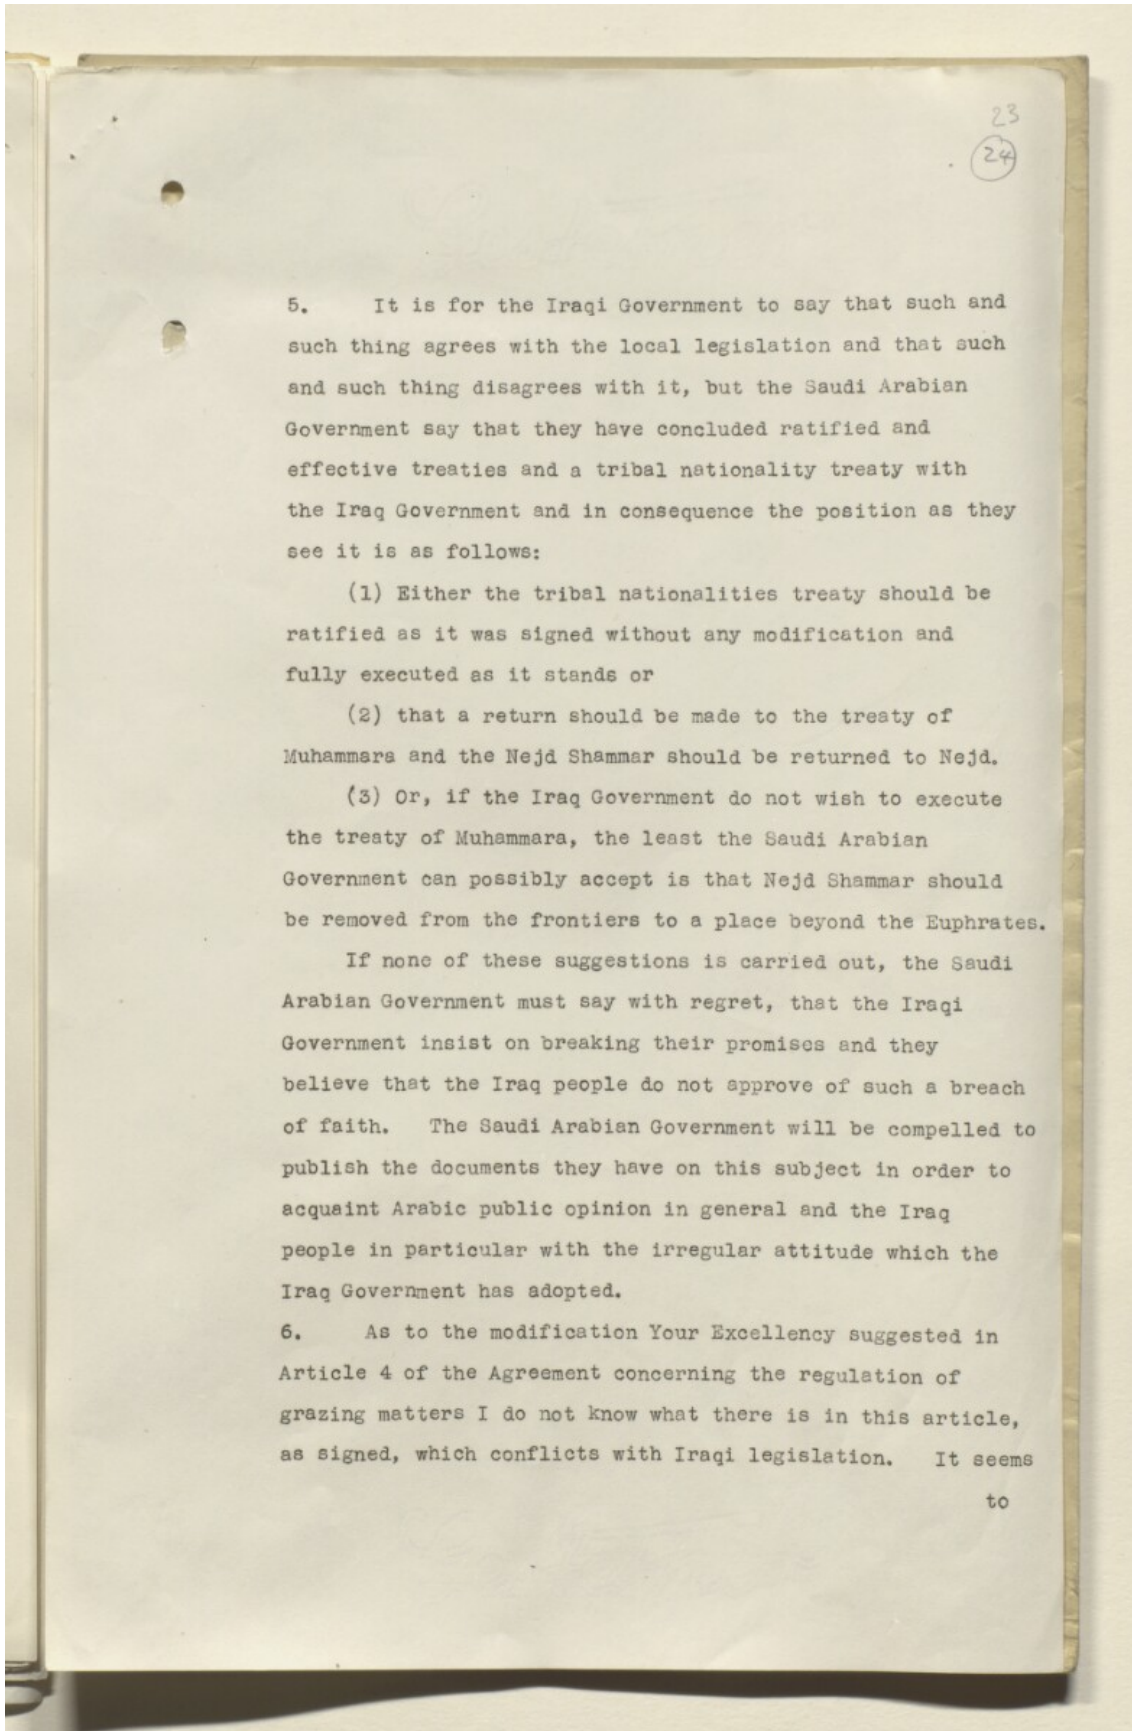 23
24
5. It is for the Iraqi Government to say that such and
such thing agrees with the local legislation and that such
and such thing disagrees with it, but the Saudi Arabian
Government say that they have concluded ratified and
effective treaties and a tribal nationality treaty with
the Iraq Government and in consequence the position as they
see it is as follows:
(1) Either the tribal nationalities treaty should be
ratified as it was signed without any modification and
fully executed as it stands or
(2) that a return should be made to the treaty of
Muhammara and the Nejd Shammar should be returned to Nejd.
(3) Or, if the Iraq Government do not wish to execute
the treaty of Muhammara, the least the Saudi Arabian
Government can possibly accept is that Nejd Shammar should
be removed from the frontiers to a place beyond the Euphrates.
If none of these suggestions is carried out, the Saudi
Arabian Government must say with regret, that the Iraqi
Government insist on breaking their promises and they
believe that the Iraq people do not approve of such a breach
of faith. The Saudi Arabian Government will be compelled to
publish the documents they have on this subject in order to
acquaint Arabic public opinion in general and the Iraq
people in particular with the irregular attitude which the
Iraq Government has adopted.
6. As to the modification Your Excellency suggested in
Article 4 of the Agreement concerning the regulation of
grazing matters I do not know what there is in this article,
as signed, which conflicts with Iraqi legislation. It seems
to